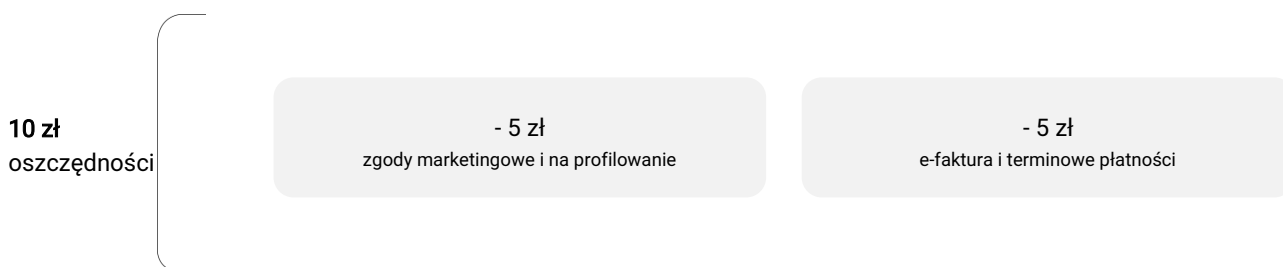 10 zł
oszczędności
- 5 zł
zgody marketingowe i na profilowanie
- 5 zł
e-faktura i terminowe płatności